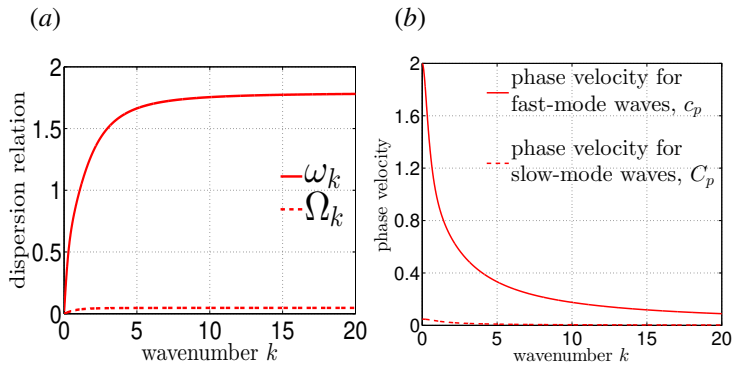 (a)
dispersion relation
2
1.5
1
0.5
0
0 5 10 15 20
wavenumber k
ω_k
Ω_k
(b)
phase velocity
2
1.6
1.2
0.8
0.4
0
0 5 10 15 20
wavenumber k
phase velocity for
fast-mode waves, c_p
phase velocity for
slow-mode waves, C_p